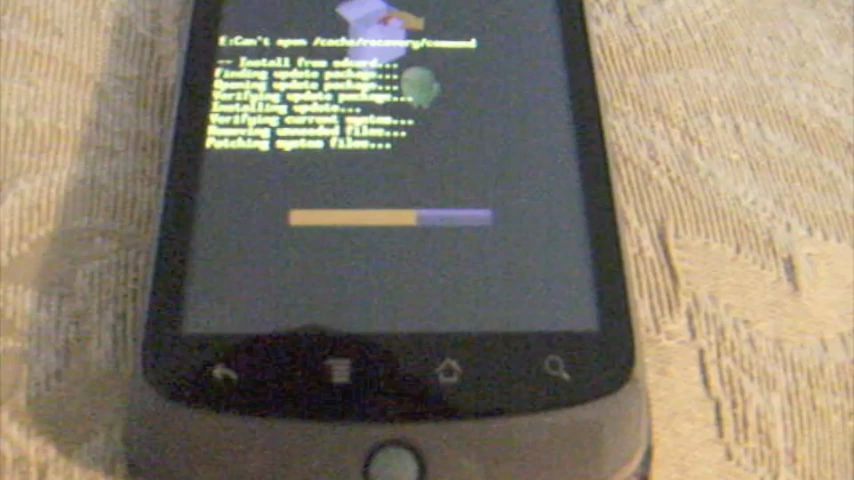 E:Can't open /cache/recovery/command
-- Install from sdcard...
Finding update package...
Opening update package...
Verifying update package...
Installing update...
Verifying current system...
Removing unneeded files...
Patching system files...